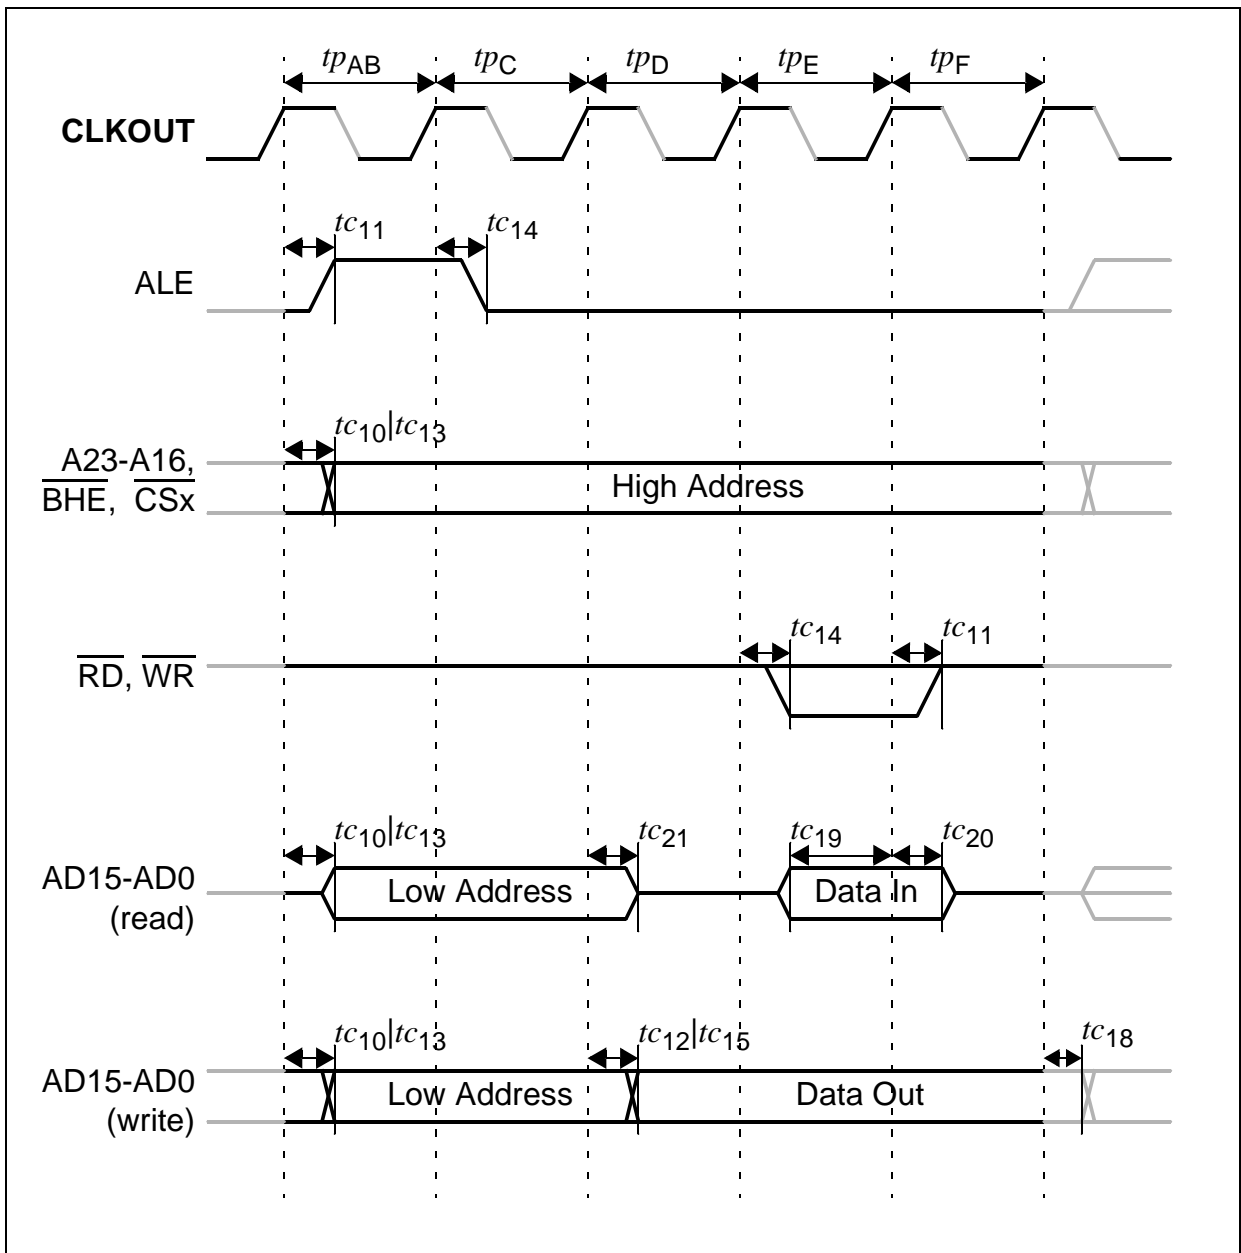 tpAB tpC tpD tpE tpF
CLKOUT
tc11 tc14
ALE
tc10|tc13
A23-A16,
BHE, CSx
High Address
tc14 tc11
RD, WR
tc10|tc13 tc21 tc19 tc20
AD15-AD0
(read)
Low Address Data In
tc10|tc13 tc12|tc15 tc18
AD15-AD0
(write)
Low Address Data Out